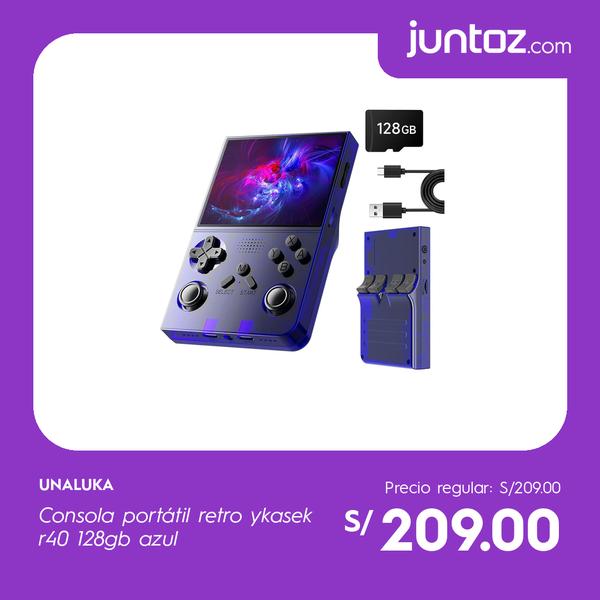 juntoz.com
128GB
X
Y
A
B
M
SELECT
START
UNALUKA
Consola portátil retro ykasek
r40 128gb azul
Precio regular: S/209.00
S/ 209.00